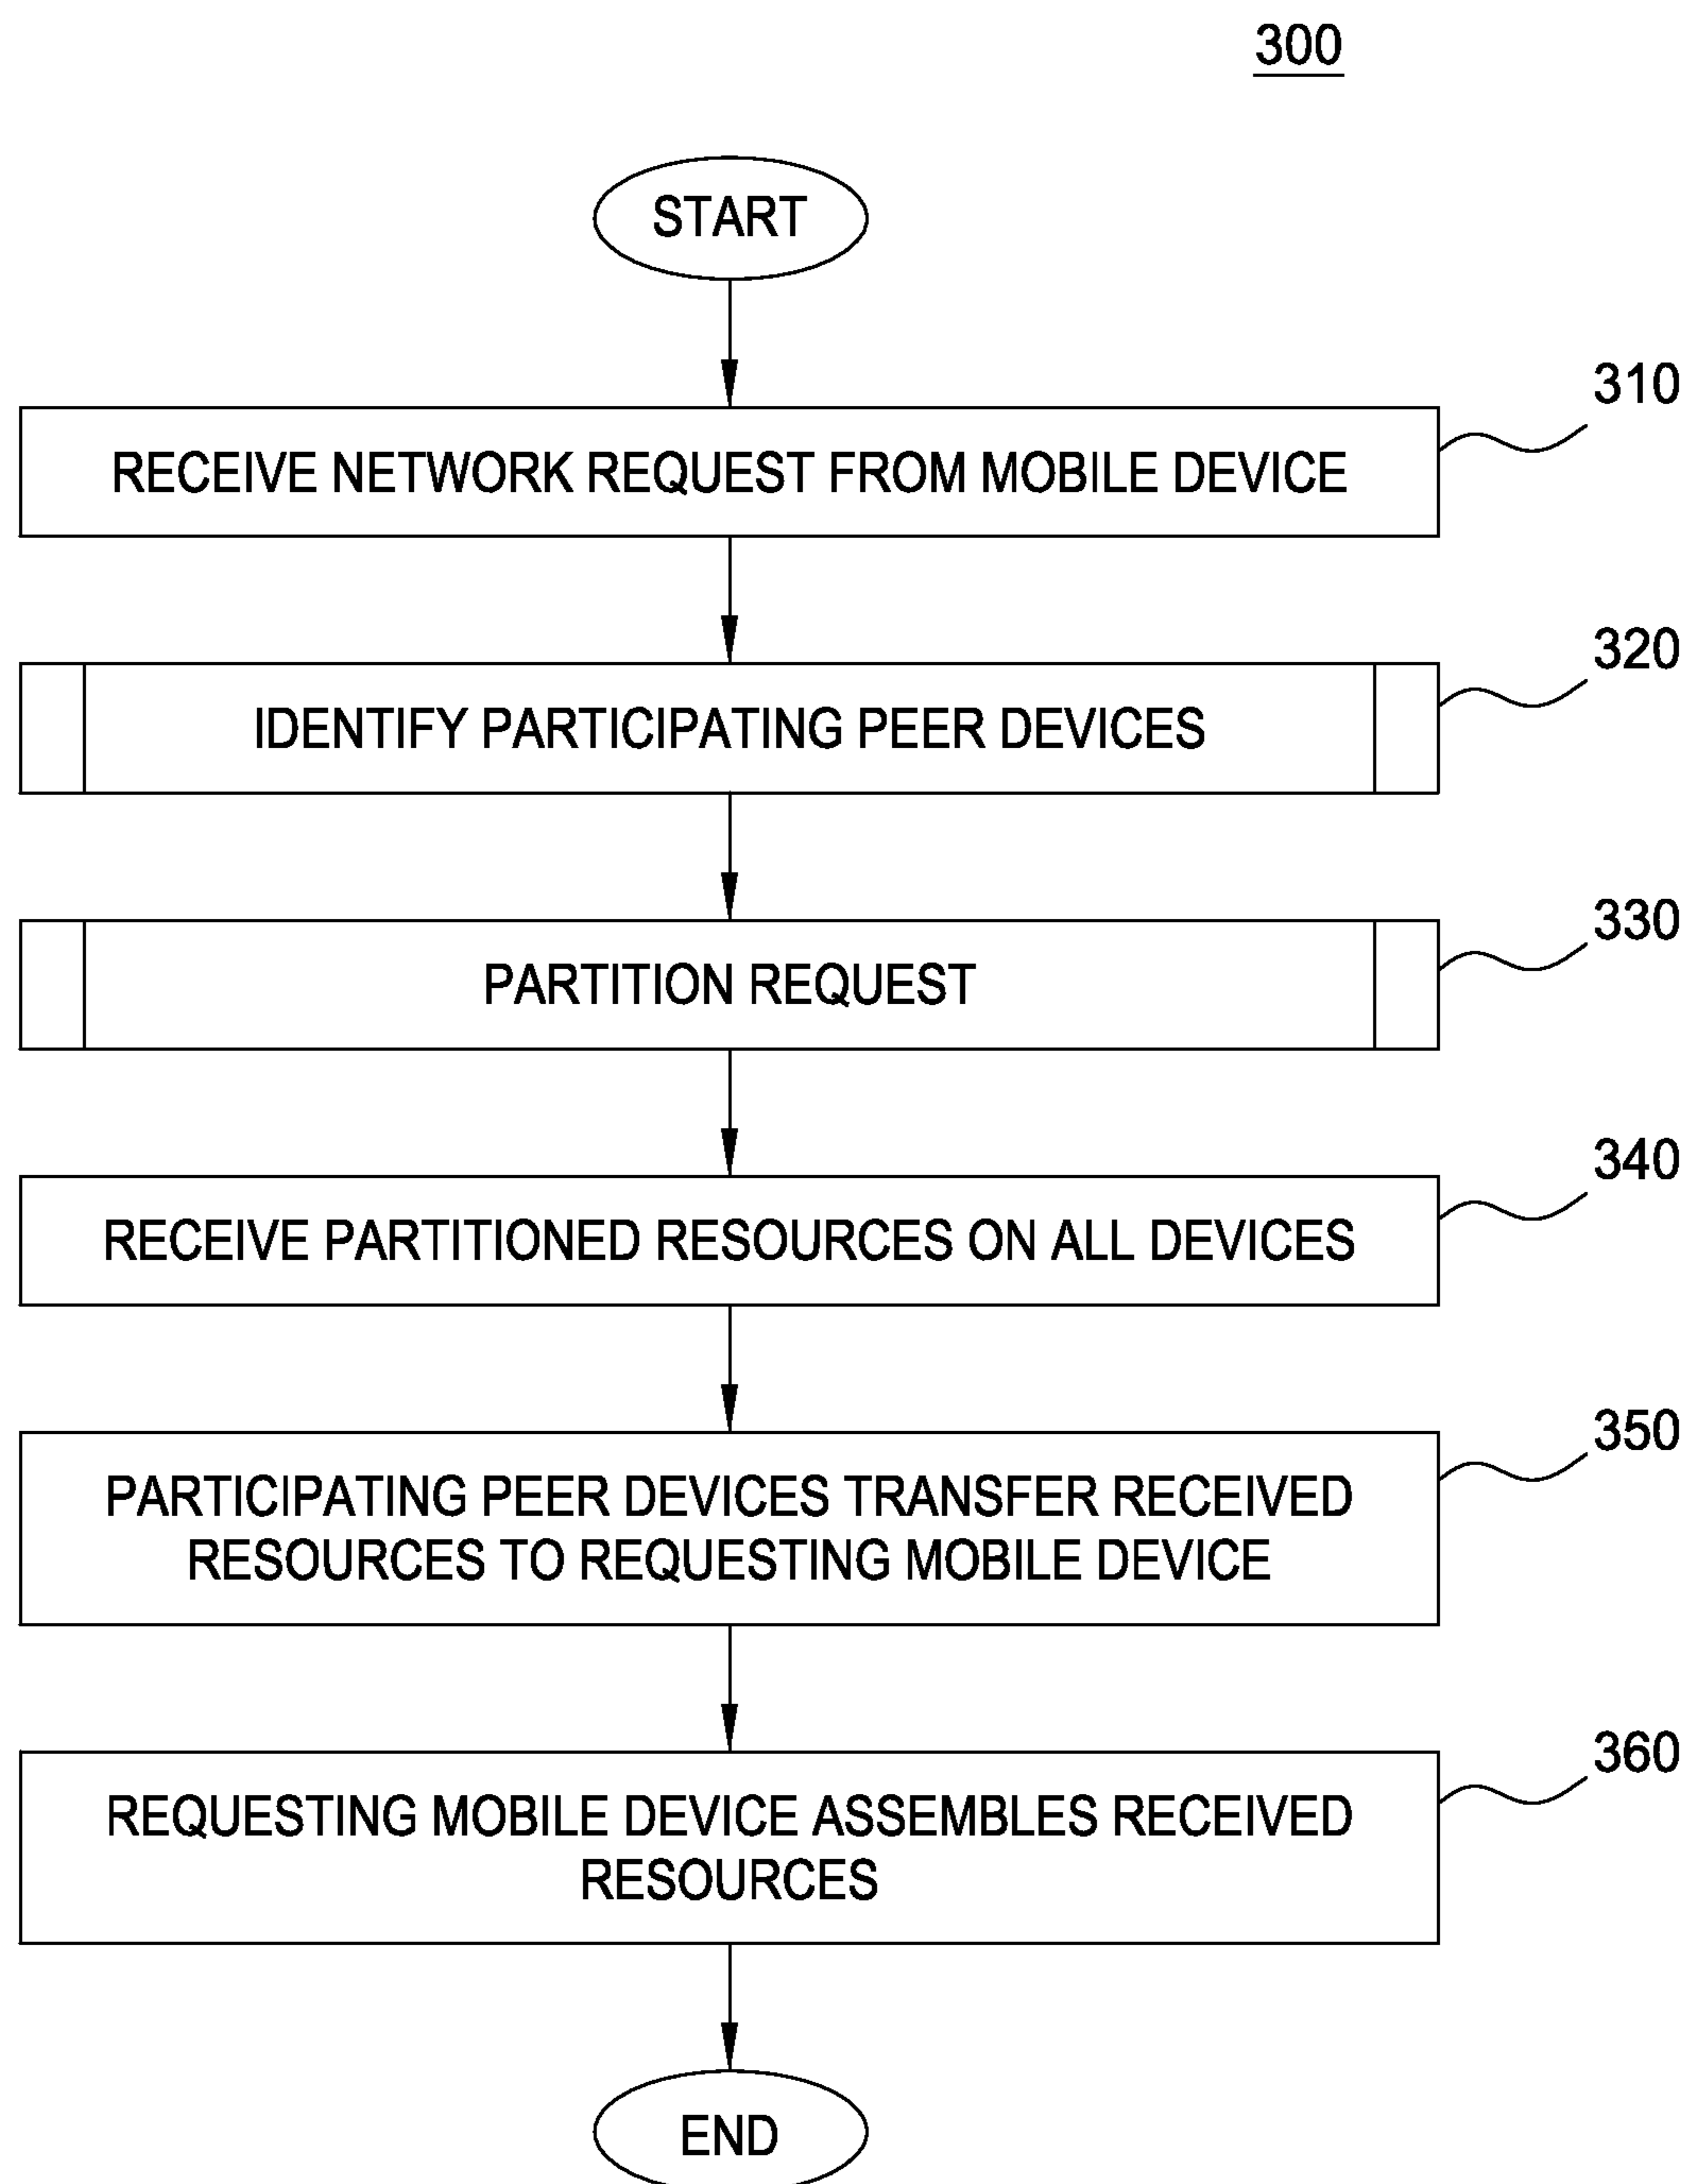 300
START
310
RECEIVE NETWORK REQUEST FROM MOBILE DEVICE
320
IDENTIFY PARTICIPATING PEER DEVICES
330
PARTITION REQUEST
340
RECEIVE PARTITIONED RESOURCES ON ALL DEVICES
350
PARTICIPATING PEER DEVICES TRANSFER RECEIVED
RESOURCES TO REQUESTING MOBILE DEVICE
360
REQUESTING MOBILE DEVICE ASSEMBLES RECEIVED
RESOURCES
END